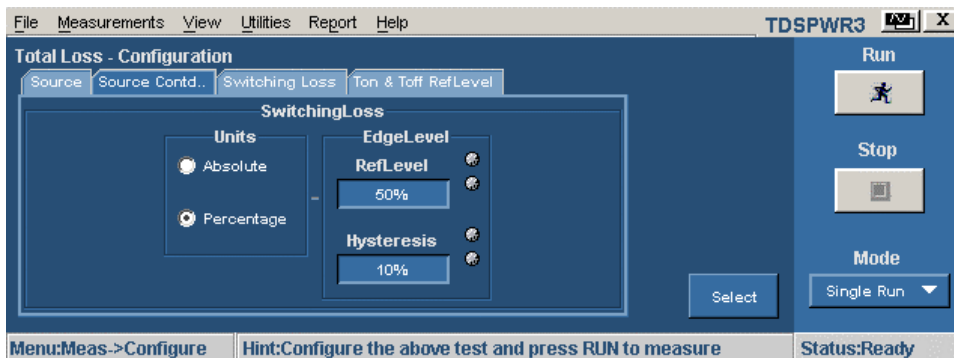 File Measurements View Utilities Report Help TDSPWR3 X
Total Loss - Configuration
Source Source Contd.. Switching Loss Ton & Toff RefLevel
SwitchingLoss
Units
Absolute
Percentage
EdgeLevel
RefLevel
50%
Hysteresis
10%
Select
Run
Stop
Mode
Single Run
Menu:Meas->Configure Hint:Configure the above test and press RUN to measure Status:Ready